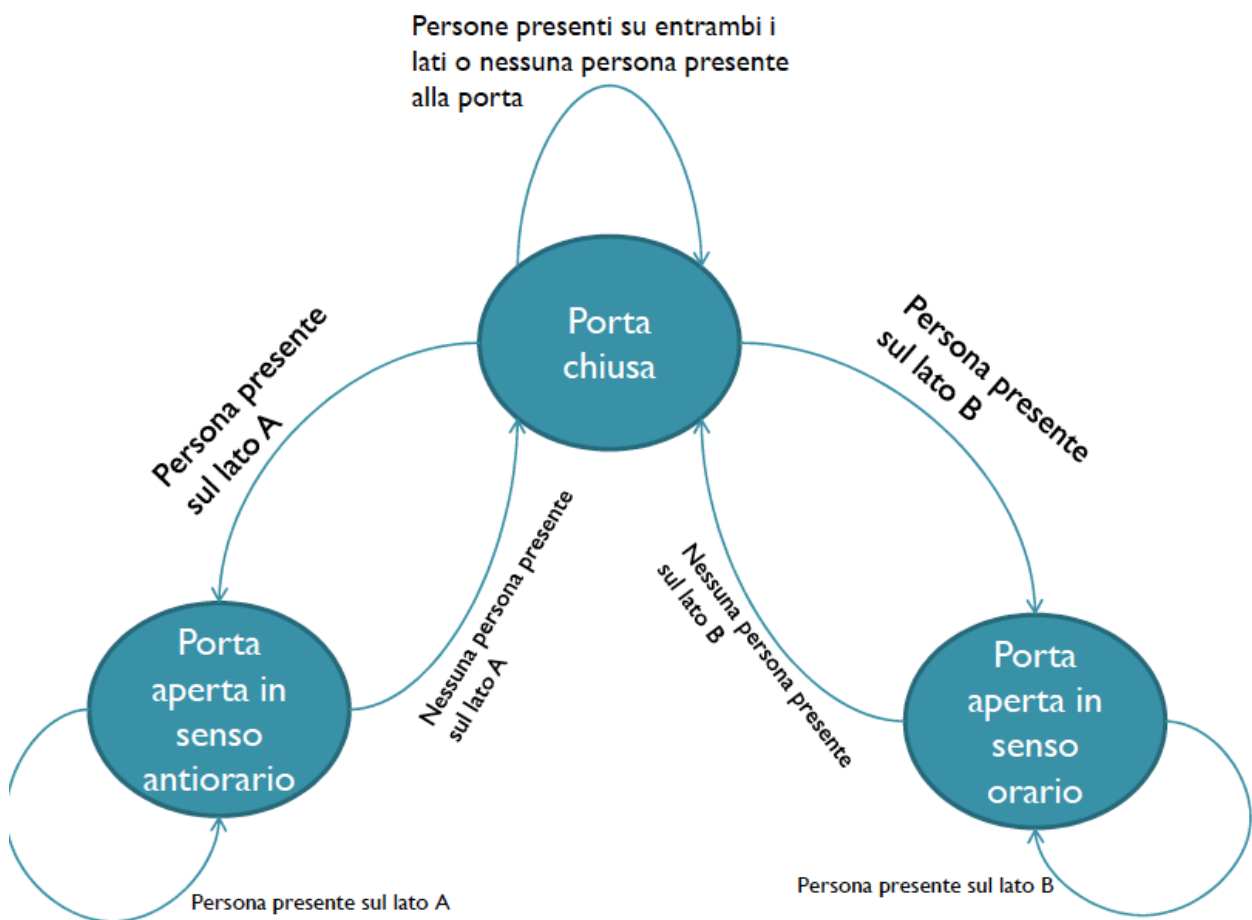 Persone presenti su entrambi i
lati o nessuna persona presente
alla porta
Porta
chiusa
Persona presente
sul lato A
Persona presente
sul lato B
Nessuna persona presente
sul lato A
Nessuna persona presente
sul lato B
Porta
aperta in
senso
antiorario
Porta
aperta in
senso
orario
Persona presente sul lato A
Persona presente sul lato B